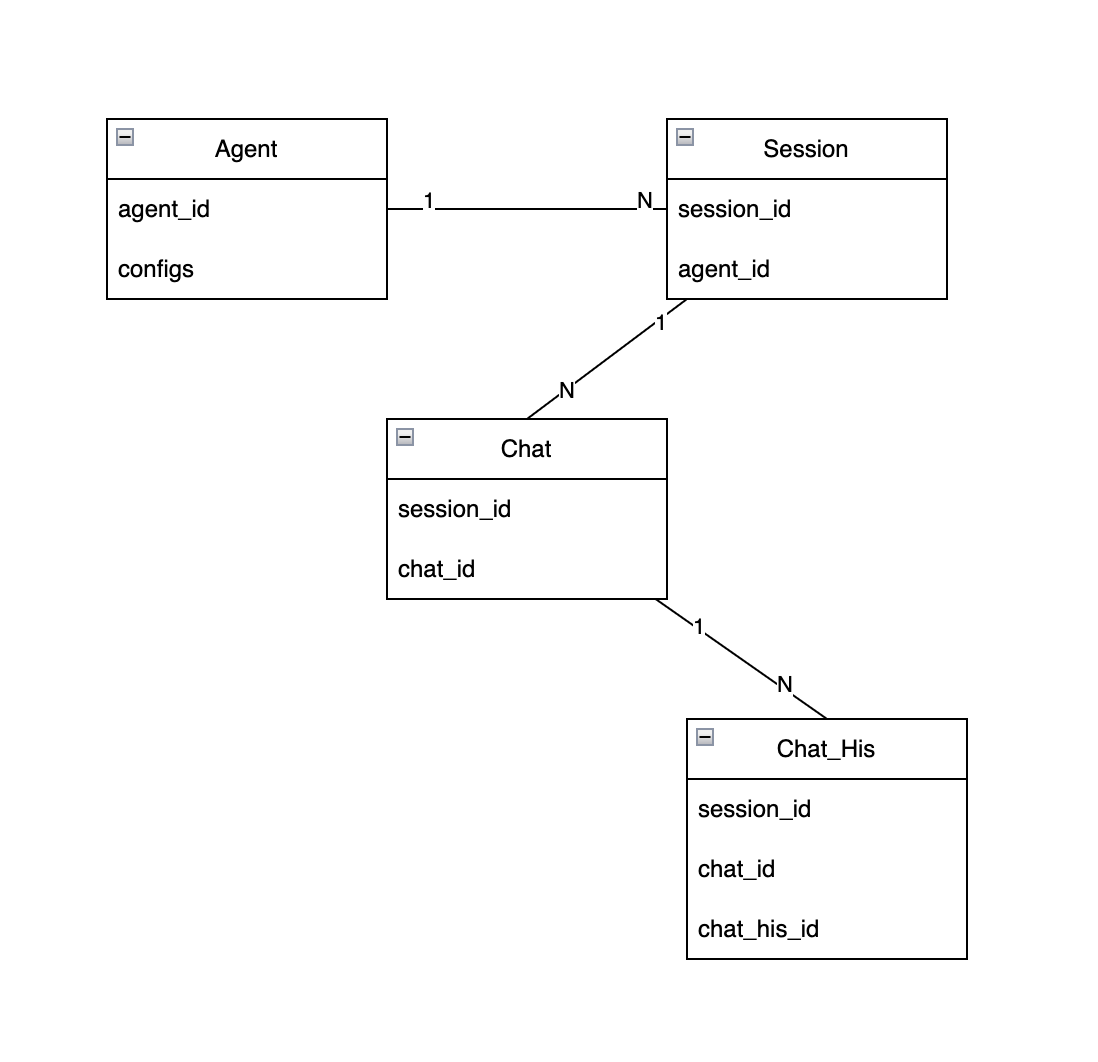 Agent
agent_id
configs
1
N
Session
session_id
agent_id
1
N
Chat
session_id
chat_id
1
N
Chat_His
session_id
chat_id
chat_his_id